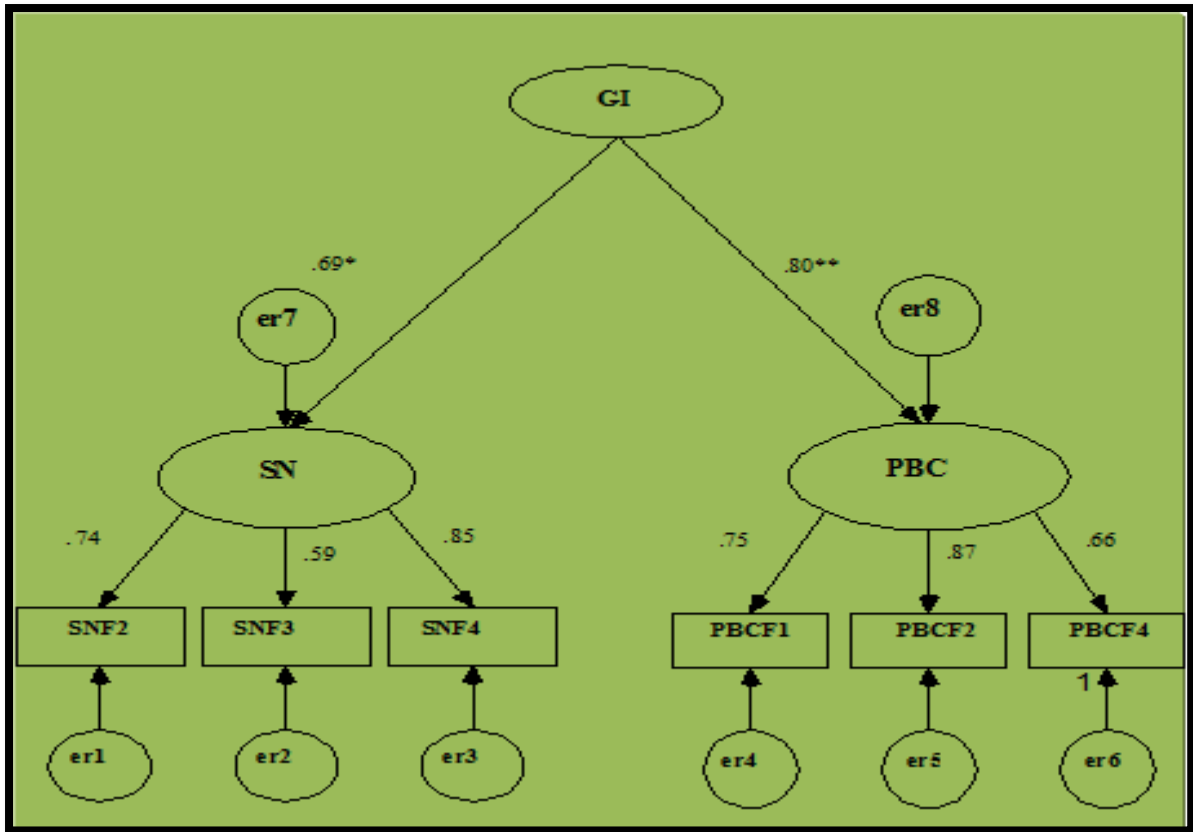 GI
.69*
.80**
er7
er8
SN
PBC
.74
.59
.85
.75
.87
.66
SNF2
SNF3
SNF4
PBCF1
PBCF2
PBCF4
1
er1
er2
er3
er4
er5
er6